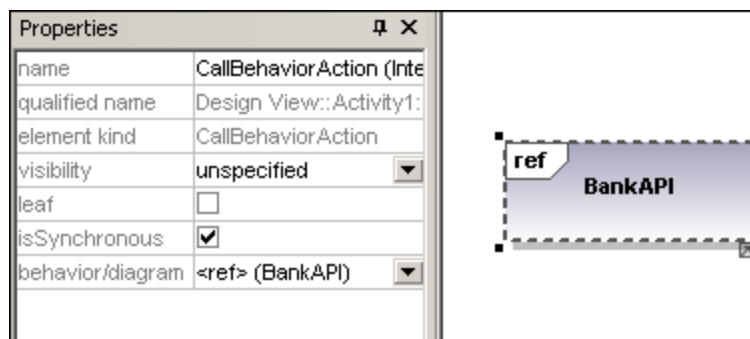 Properties
name CallBehaviorAction (Inte
qualified name Design View::Activity1:
element kind CallBehaviorAction
visibility unspecified
leaf
isSynchronous
behavior/diagram <ref> (BankAPI)
ref
BankAPI